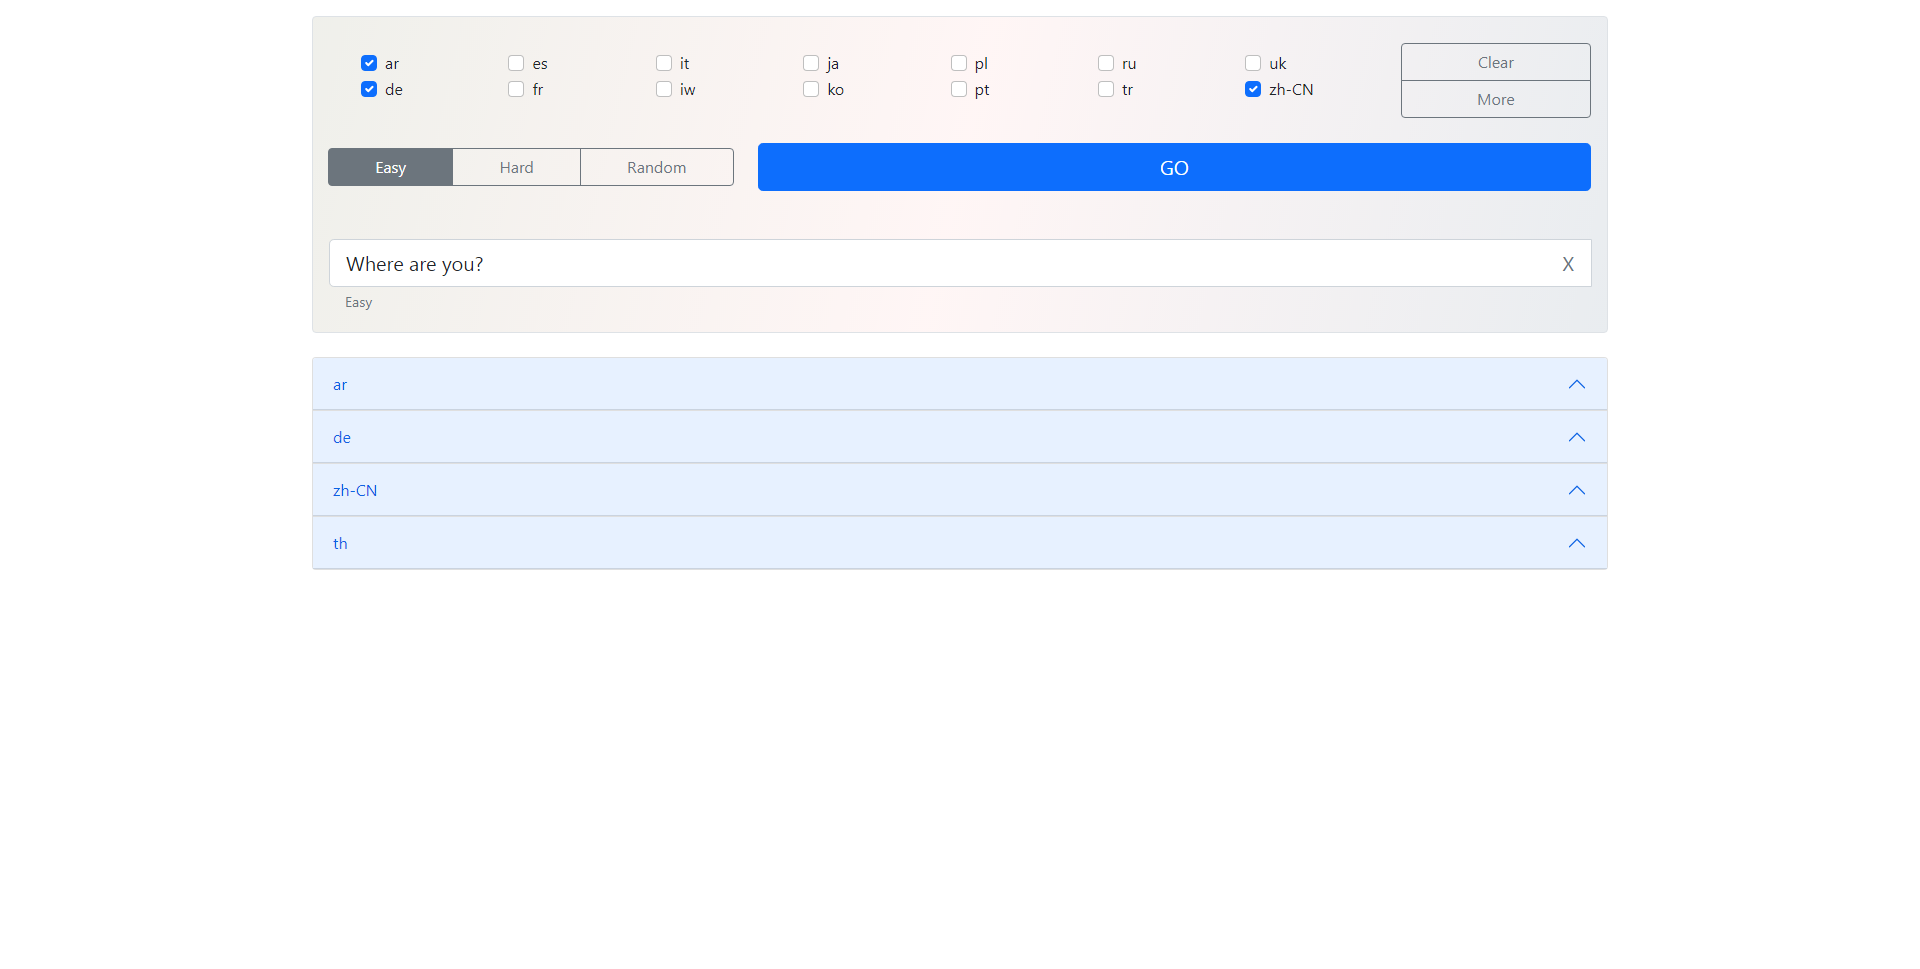 ar es it ja pl ru uk Clear
de fr iw ko pt tr zh-CN More
Easy Hard Random GO
Where are you? X
Easy
ar
de
zh-CN
th